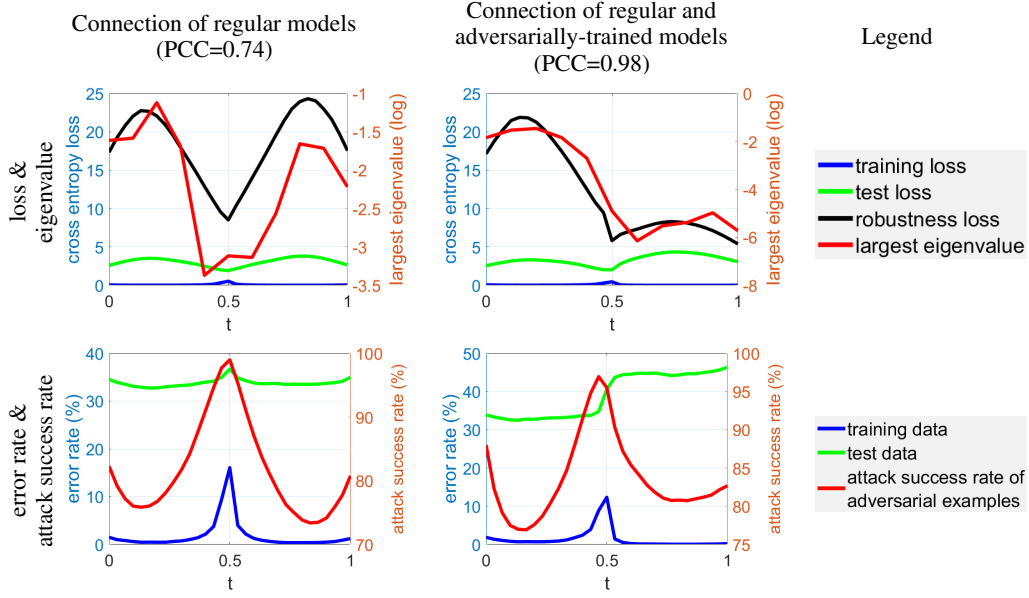 Connection of regular models
(PCC=0.74)
Connection of regular and
adversarially-trained models
(PCC=0.98)
Legend
loss &
eigenvalue
cross entropy loss
25
20
15
10
5
0
-1
-1.5
-2
-2.5
-3
-3.5
largest eigenvalue (log)
0
0.5
1
t
cross entropy loss
25
20
15
10
5
0
0
-2
-4
-6
-8
largest eigenvalue (log)
0
0.5
1
t
training loss
test loss
robustness loss
largest eigenvalue
error rate &
attack success rate
error rate (%)
40
30
20
10
0
100
90
80
70
attack success rate (%)
0
0.5
1
t
error rate (%)
50
40
30
20
10
0
100
95
90
85
80
75
attack success rate (%)
0
0.5
1
t
training data
test data
attack success rate of
adversarial examples